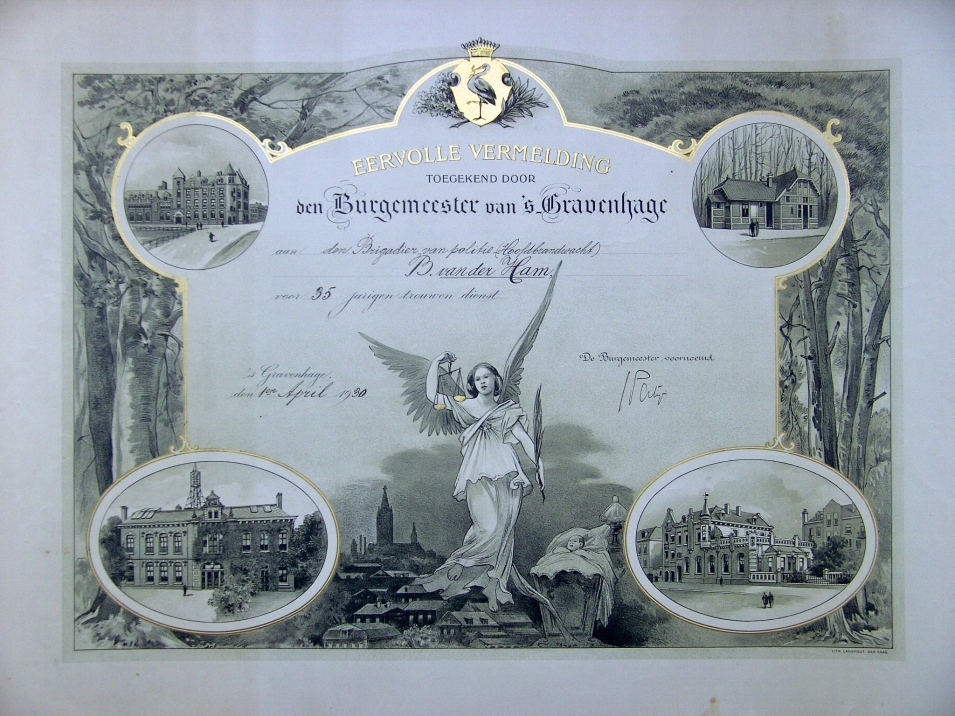 EERVOLLE VERMELDING
TOEGEKEND DOOR
den Burgemeester van 's-Gravenhage
aan den Brigadier van politie (Hoofdbrandwacht)
B. van der Ham,
voor 35 jarigen trouwen dienst
De Burgemeester, voornoemd
's Gravenhage,
den 1en April 1930